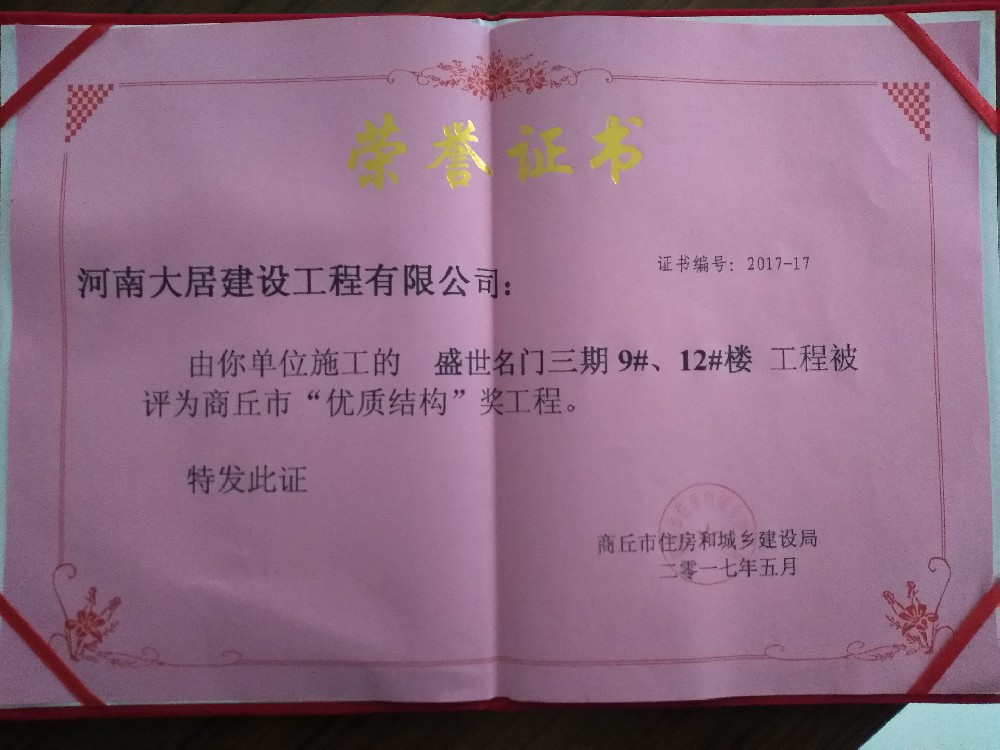 荣誉证书
证书编号：2017-17
河南大居建设工程有限公司：
由你单位施工的 盛世名门三期9#、12#楼 工程被
评为商丘市“优质结构”奖工程。
特发此证
商丘市住房和城乡建设局
二零一七年五月